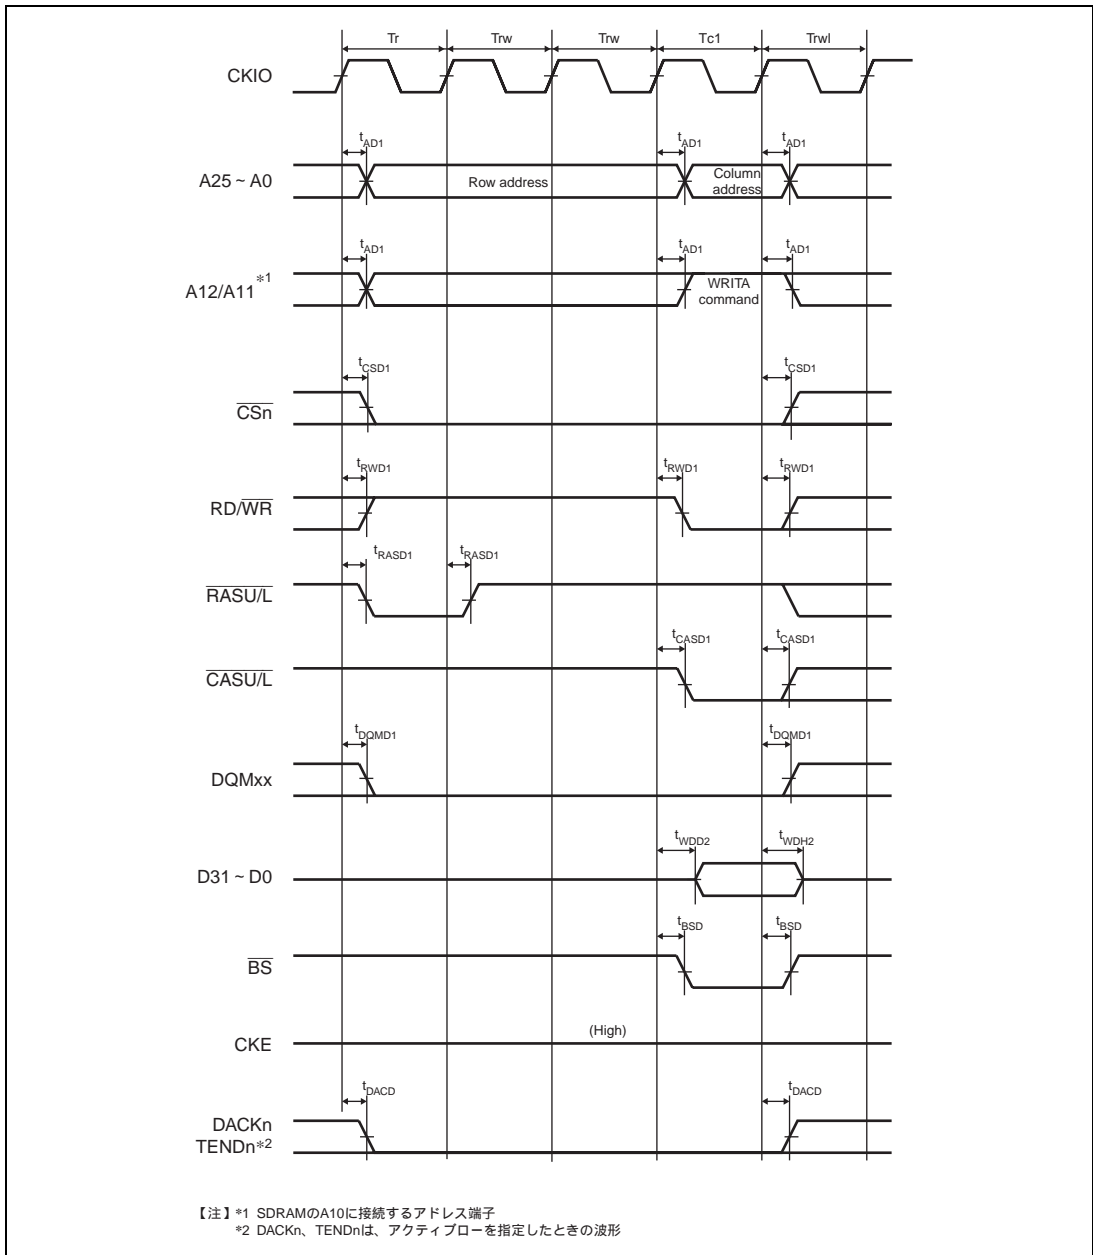 Tr Trw Trw Tc1 Trwl
CKIO
tAD1 tAD1 tAD1
A25 ~ A0 Row address Column address
tAD1 tAD1 tAD1
A12/A11*1 WRITA command
tCSD1 tCSD1
CSn
tRWD1 tRWD1 tRWD1
RD/WR
tRASD1 tRASD1
RASU/L
tCASD1 tCASD1
CASU/L
tDQMD1 tDQMD1
DQMxx
tWDD2 tWDH2
D31 ~ D0
tBSD tBSD
BS
(High)
CKE
tDACD tDACD
DACKn
TENDn*2
【注】*1 SDRAMのA10に接続するアドレス端子
*2 DACKn、TENDnは、アクティブローを指定したときの波形